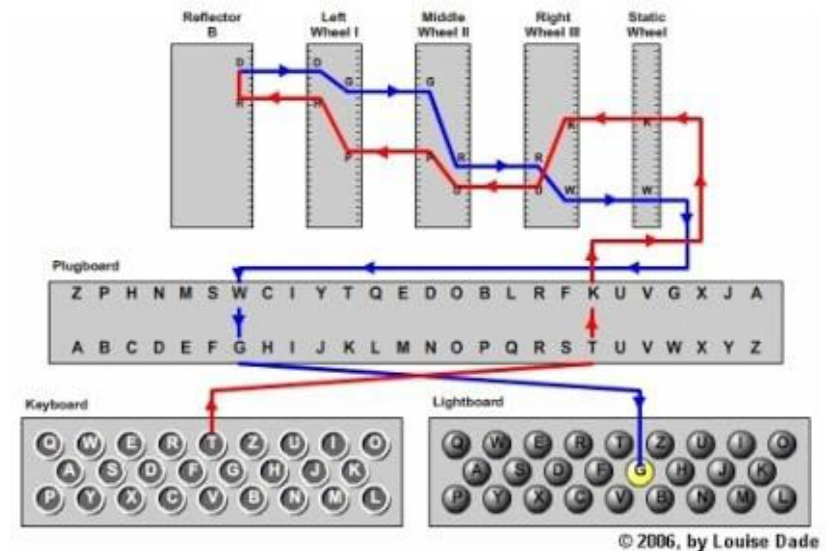 Reflector B
Left Wheel I
Middle Wheel II
Right Wheel III
Static Wheel
D D
G G
H
K K
P
R R
W W
Plugboard
Z P H N M S W C I Y T Q E D O B L R F K U V G X J A
A B C D E F G H I J K L M N O P Q R S T U V W X Y Z
Keyboard
Q W E R T Z U I O
A S D F G H J K
P Y X C V B N M L
Lightboard
Q W E R T Z U I O
A S D F G H J K
P Y X C V B N M L
© 2006, by Louise Dade